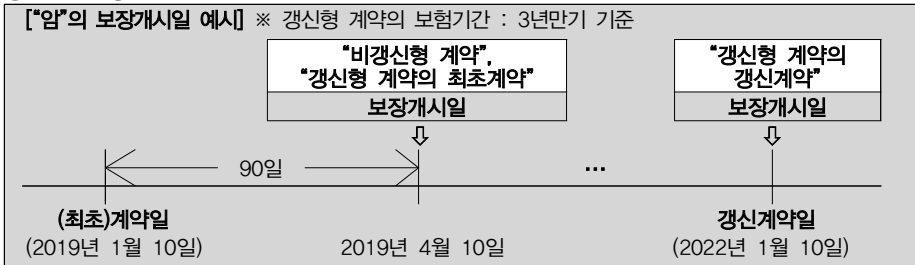 ["암"의 보장개시일 예시] ※ 갱신형 계약의 보험기간 : 3년만기 기준
"비갱신형 계약",
"갱신형 계약의 최초계약"
보장개시일
"갱신형 계약의
갱신계약"
보장개시일
90일
...
(최초)계약일
(2019년 1월 10일)
2019년 4월 10일
갱신계약일
(2022년 1월 10일)